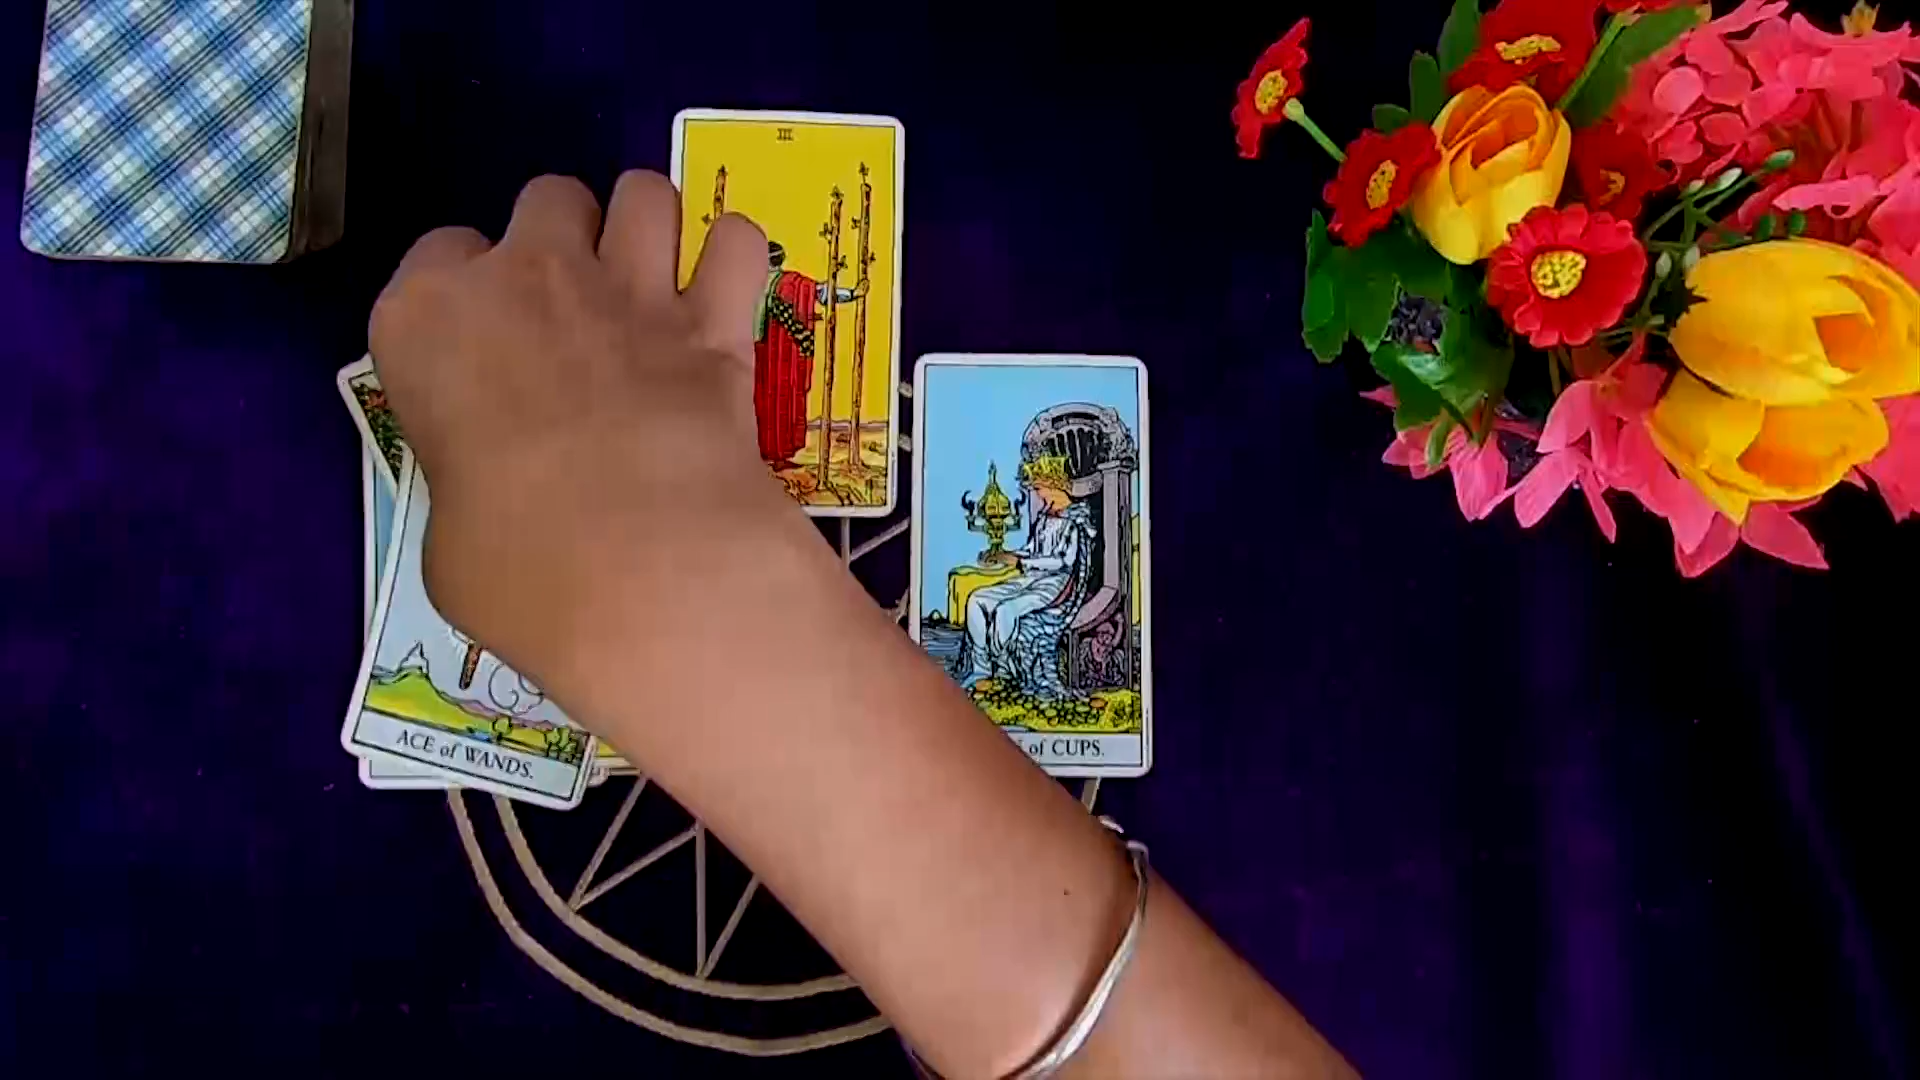 III
of CUPS.
ACE of WANDS.